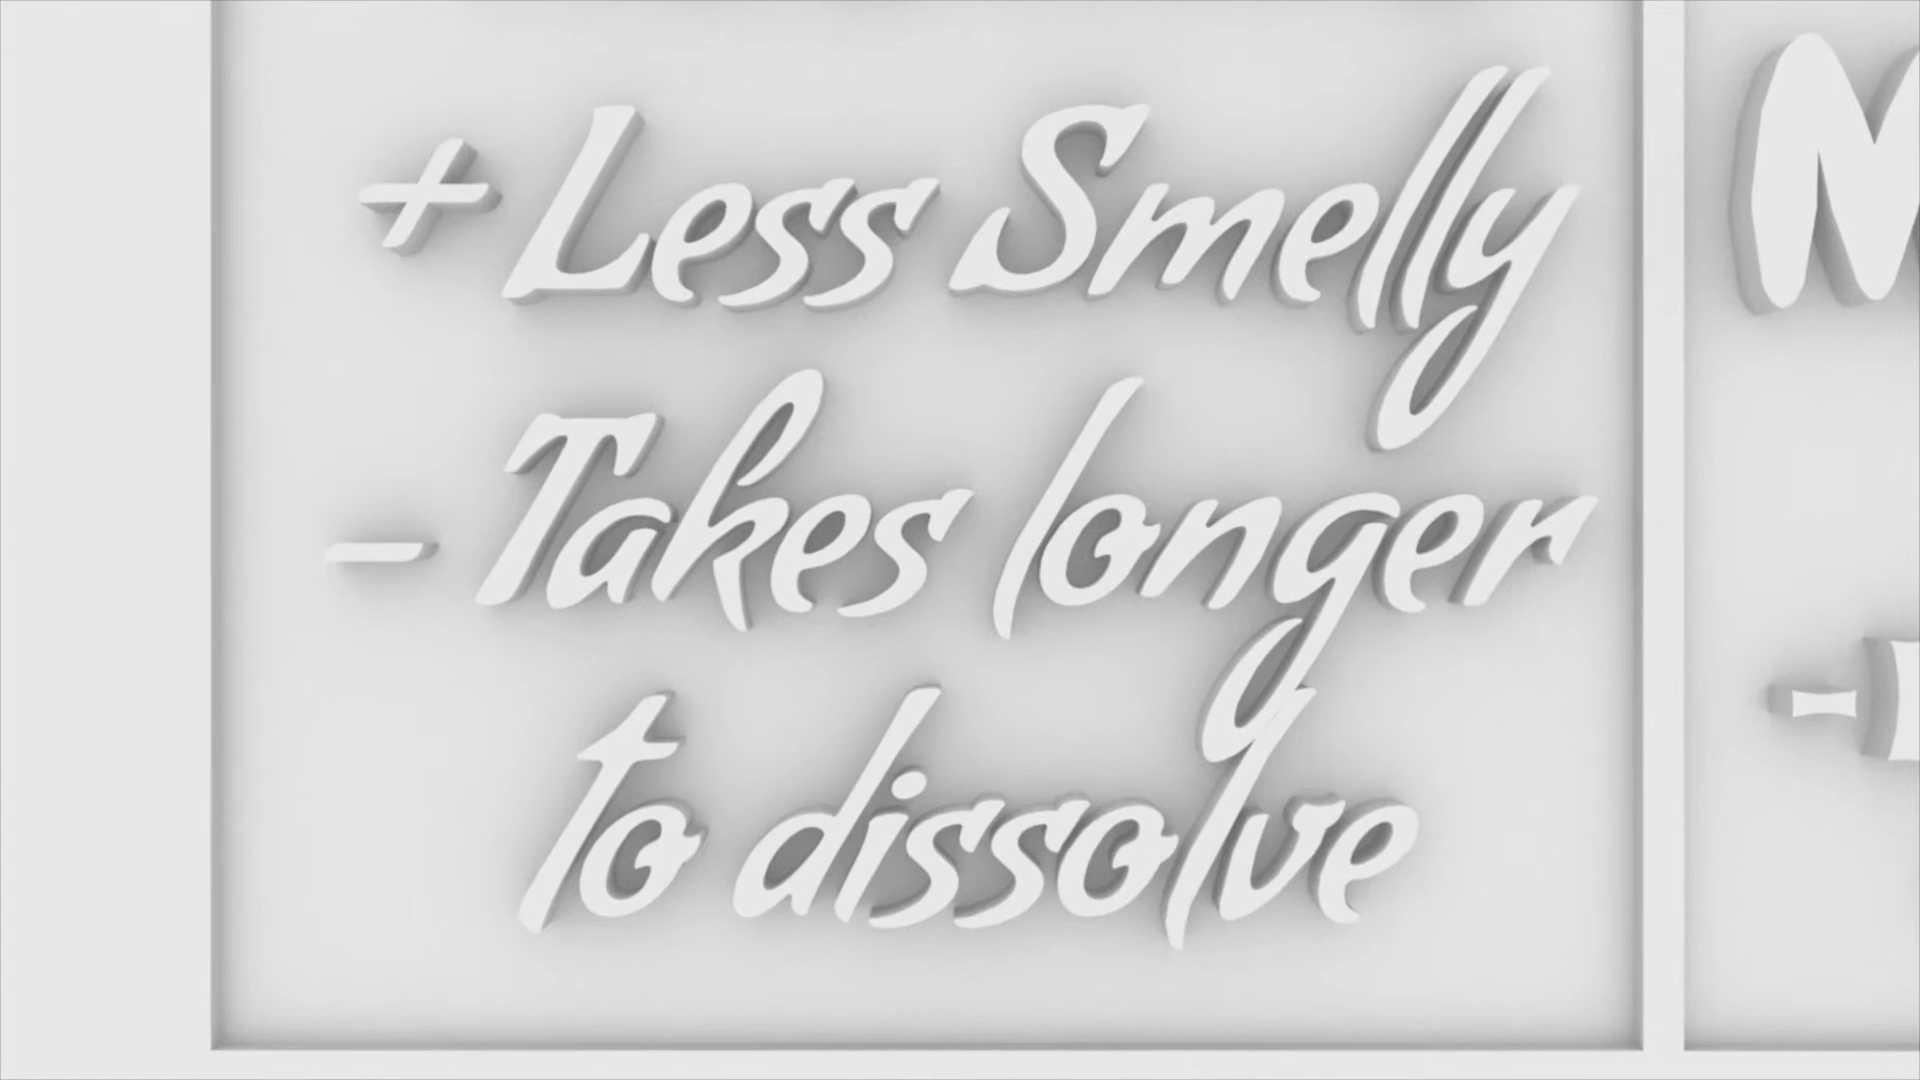 + Less Smelly
- Takes longer
to dissolve